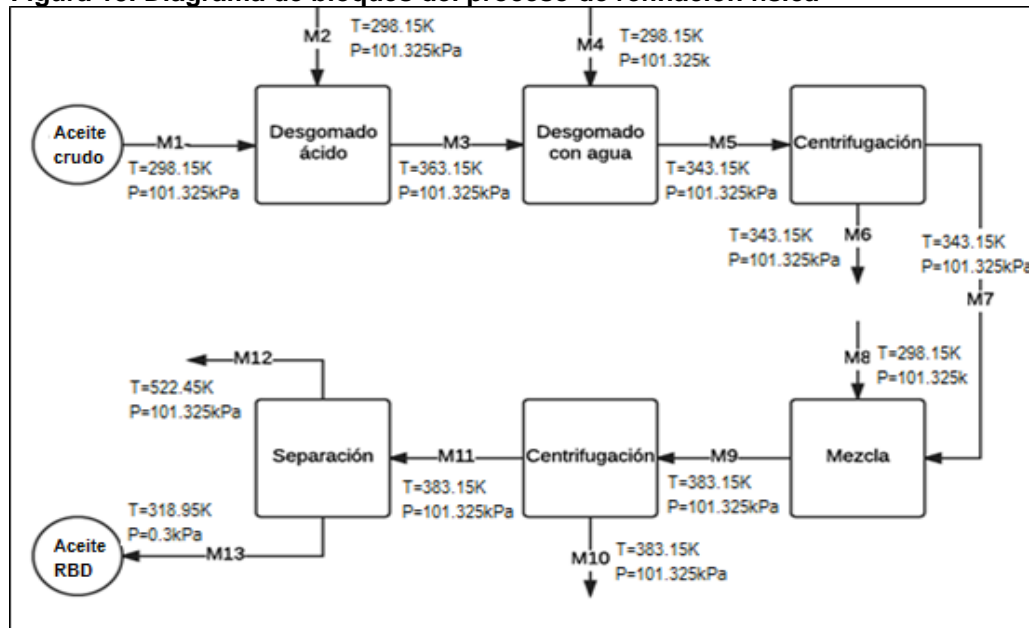 Figura
Diagrama de bloques del proceso de refinación física
M2
T=298.15K
P=101.325kPa
M4
T=298.15K
P=101.325k
Aceite
crudo
M1
T=298.15K
P=101.325kPa
Desgomado
ácido
M3
T=363.15K
P=101.325kPa
Desgomado
con agua
M5
T=343.15K
P=101.325kPa
Centrifugación
T=343.15K
P=101.325kPa
M6
T=343.15K
P=101.325kPa
M7
M8
T=298.15K
P=101.325k
M12
T=522.45K
P=101.325kPa
Separación
M11
T=383.15K
P=101.325kPa
Centrifugación
M9
T=383.15K
P=101.325kPa
Mezcla
T=318.95K
P=0.3kPa
Aceite
RBD
M13
M10
T=383.15K
P=101.325kPa